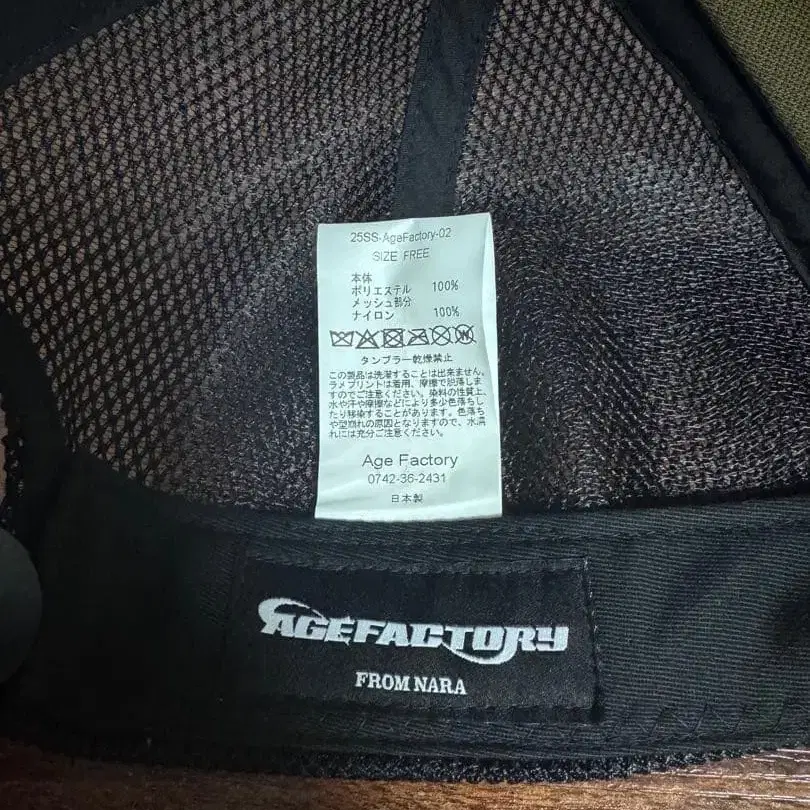 25SS-AgeFactory-02
SIZE FREE
本体
ポリエステル 100%
メッシュ部分
ナイロン 100%
タンブラー乾燥禁止
この製品は洗濯することは出来ません。
ラメプリントは着用、摩擦で脱落しま
すのでご注意ください。染料の性質上、
水や汗や摩擦などにより多少色落ちし
たり移染することがあります。色落ち
や型崩れの原因となりますので、水濡
れには充分ご注意ください。
Age Factory
0742-36-2431
日本製
AGEFACTORY
FROM NARA